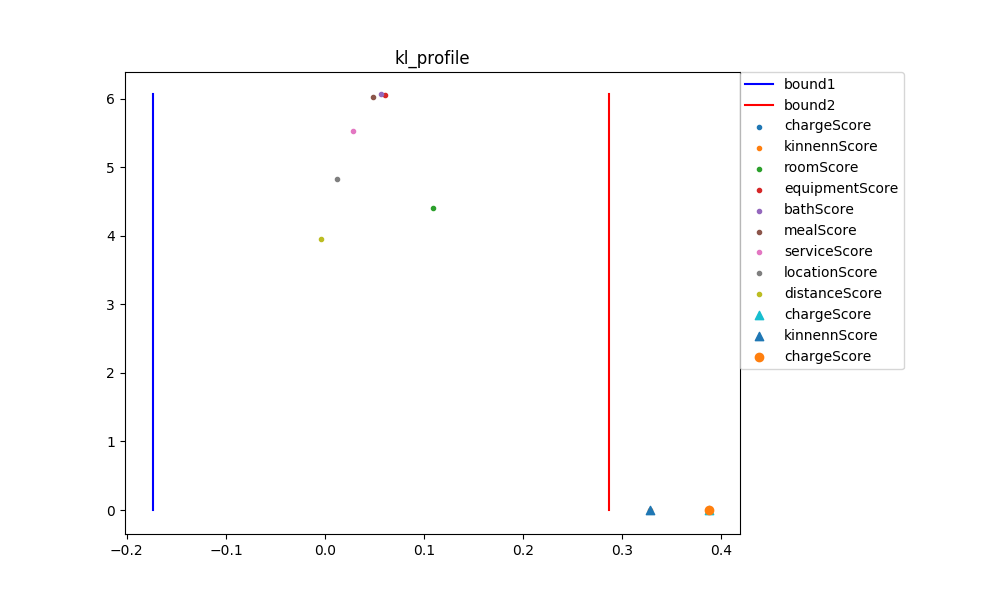 kl_profile
6
5
4
3
2
1
0
−0.2 −0.1 0.0 0.1 0.2 0.3 0.4
bound1
bound2
chargeScore
kinnennScore
roomScore
equipmentScore
bathScore
mealScore
serviceScore
locationScore
distanceScore
chargeScore
kinnennScore
chargeScore